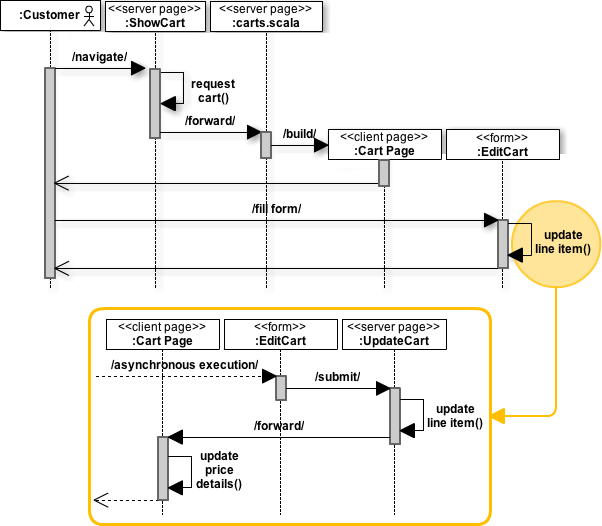 :Customer
<<server page>>
:ShowCart
<<server page>>
:carts.scala
/navigate/
request
cart()
/forward/
/build/
<<client page>>
:Cart Page
<<form>>
:EditCart
/fill form/
update
line item()
<<client page>>
:Cart Page
<<form>>
:EditCart
<<server page>>
:UpdateCart
/asynchronous execution/
/submit/
update
line item()
/forward/
update
price
details()